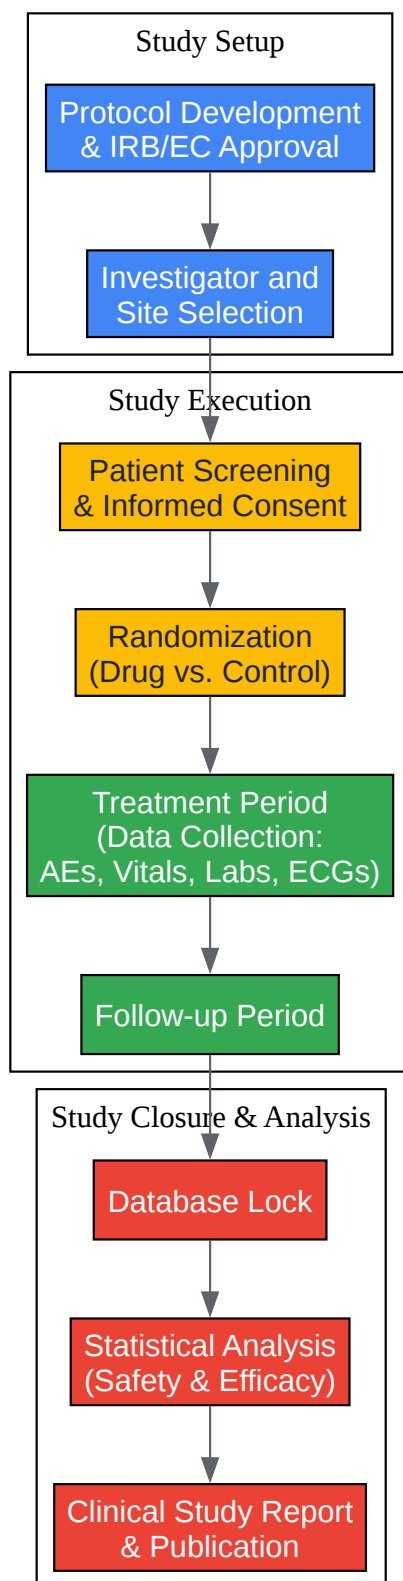 Study Setup
Protocol Development
& IRB/EC Approval
Investigator and
Site Selection
Study Execution
Patient Screening
& Informed Consent
Randomization
(Drug vs. Control)
Treatment Period
(Data Collection:
AEs, Vitals, Labs, ECGs)
Follow-up Period
Study Closure & Analysis
Database Lock
Statistical Analysis
(Safety & Efficacy)
Clinical Study Report
& Publication